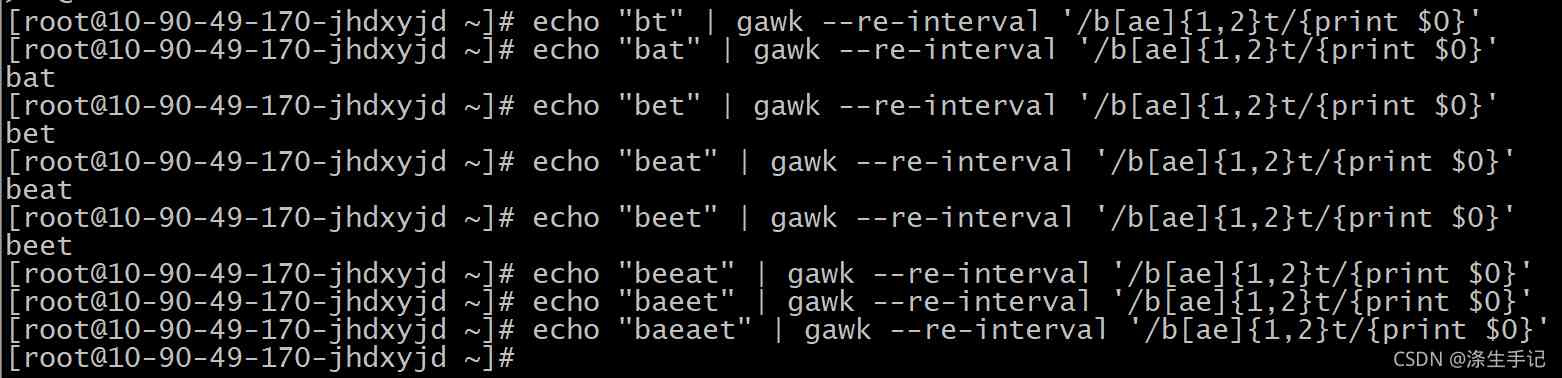 [root@10-90-49-170-jhdxyjd ~]# echo "bt" | gawk --re-interval '/b[ae]{1,2}t/{print $0}'
[root@10-90-49-170-jhdxyjd ~]# echo "bat" | gawk --re-interval '/b[ae]{1,2}t/{print $0}'
bat
[root@10-90-49-170-jhdxyjd ~]# echo "bet" | gawk --re-interval '/b[ae]{1,2}t/{print $0}'
bet
[root@10-90-49-170-jhdxyjd ~]# echo "beat" | gawk --re-interval '/b[ae]{1,2}t/{print $0}'
beat
[root@10-90-49-170-jhdxyjd ~]# echo "beet" | gawk --re-interval '/b[ae]{1,2}t/{print $0}'
beet
[root@10-90-49-170-jhdxyjd ~]# echo "beeat" | gawk --re-interval '/b[ae]{1,2}t/{print $0}'
[root@10-90-49-170-jhdxyjd ~]# echo "baeet" | gawk --re-interval '/b[ae]{1,2}t/{print $0}'
[root@10-90-49-170-jhdxyjd ~]# echo "baeaet" | gawk --re-interval '/b[ae]{1,2}t/{print $0}'
[root@10-90-49-170-jhdxyjd ~]#
CSDN @涤生手记